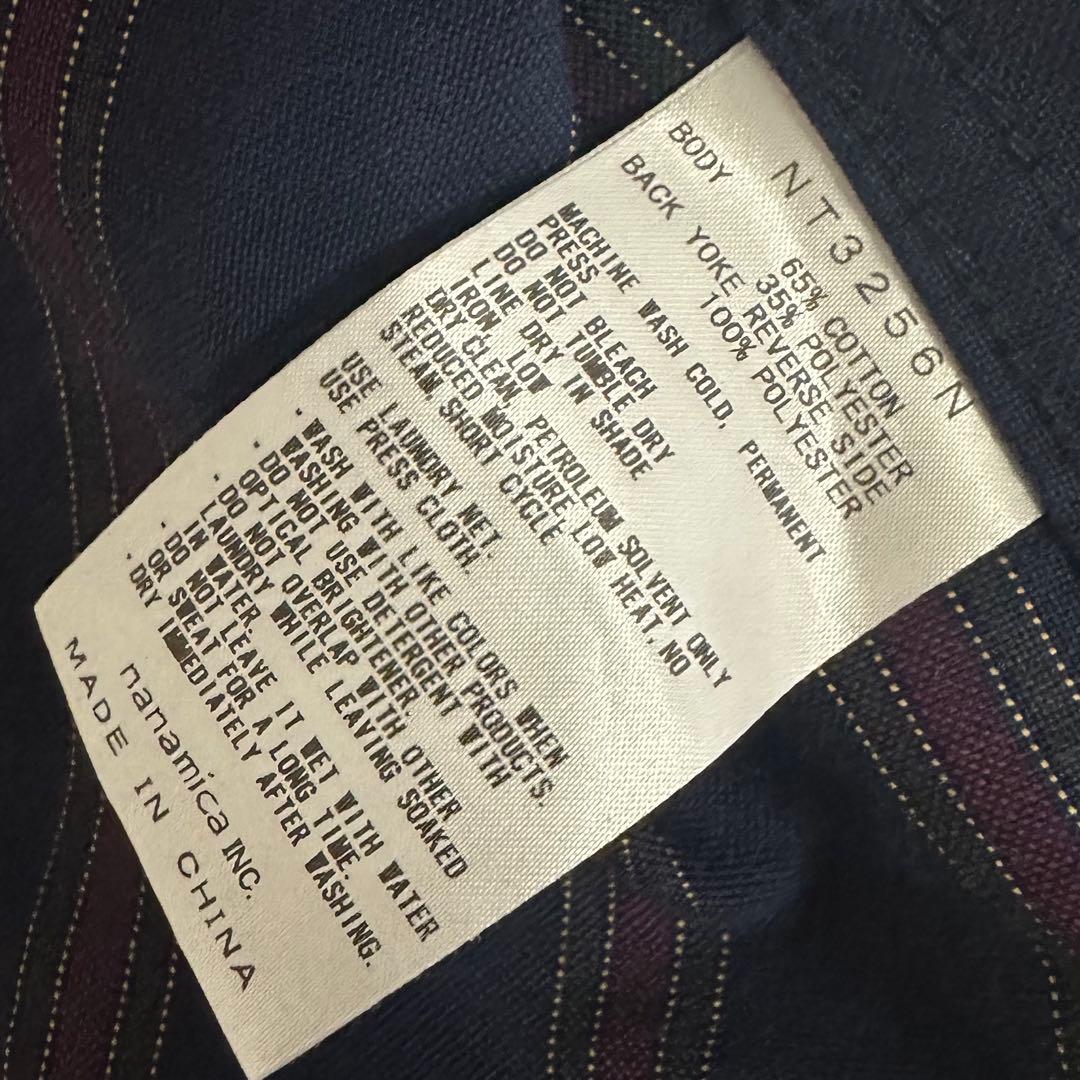 NT3256N
BODY 65% COTTON
35% POLYESTER
BACK YOKE REVERSE SIDE
100% POLYESTER
MACHINE WASH COLD, PERMANENT
PRESS
DO NOT BLEACH
DO NOT TUMBLE DRY
LINE DRY IN SHADE
IRON LOW
DRY CLEAN PETROLEUM SOLVENT ONLY
REDUCED MOISTURE, LOW HEAT, NO
STEAM, SHORT CYCLE
USE LAUNDRY NET.
USE PRESS CLOTH.
. WASH WITH LIKE COLORS WHEN
WASHING WITH OTHER PRODUCTS.
. DO NOT USE DETERGENT WITH
OPTICAL BRIGHTENER.
. DO NOT OVERLAP WITH OTHER
LAUNDRY WHILE LEAVING SOAKED
IN WATER.
. DO NOT LEAVE IT WET WITH WATER
OR SWEAT FOR A LONG TIME.
. DRY IMMEDIATELY AFTER WASHING.
nanamica INC.
MADE IN CHINA